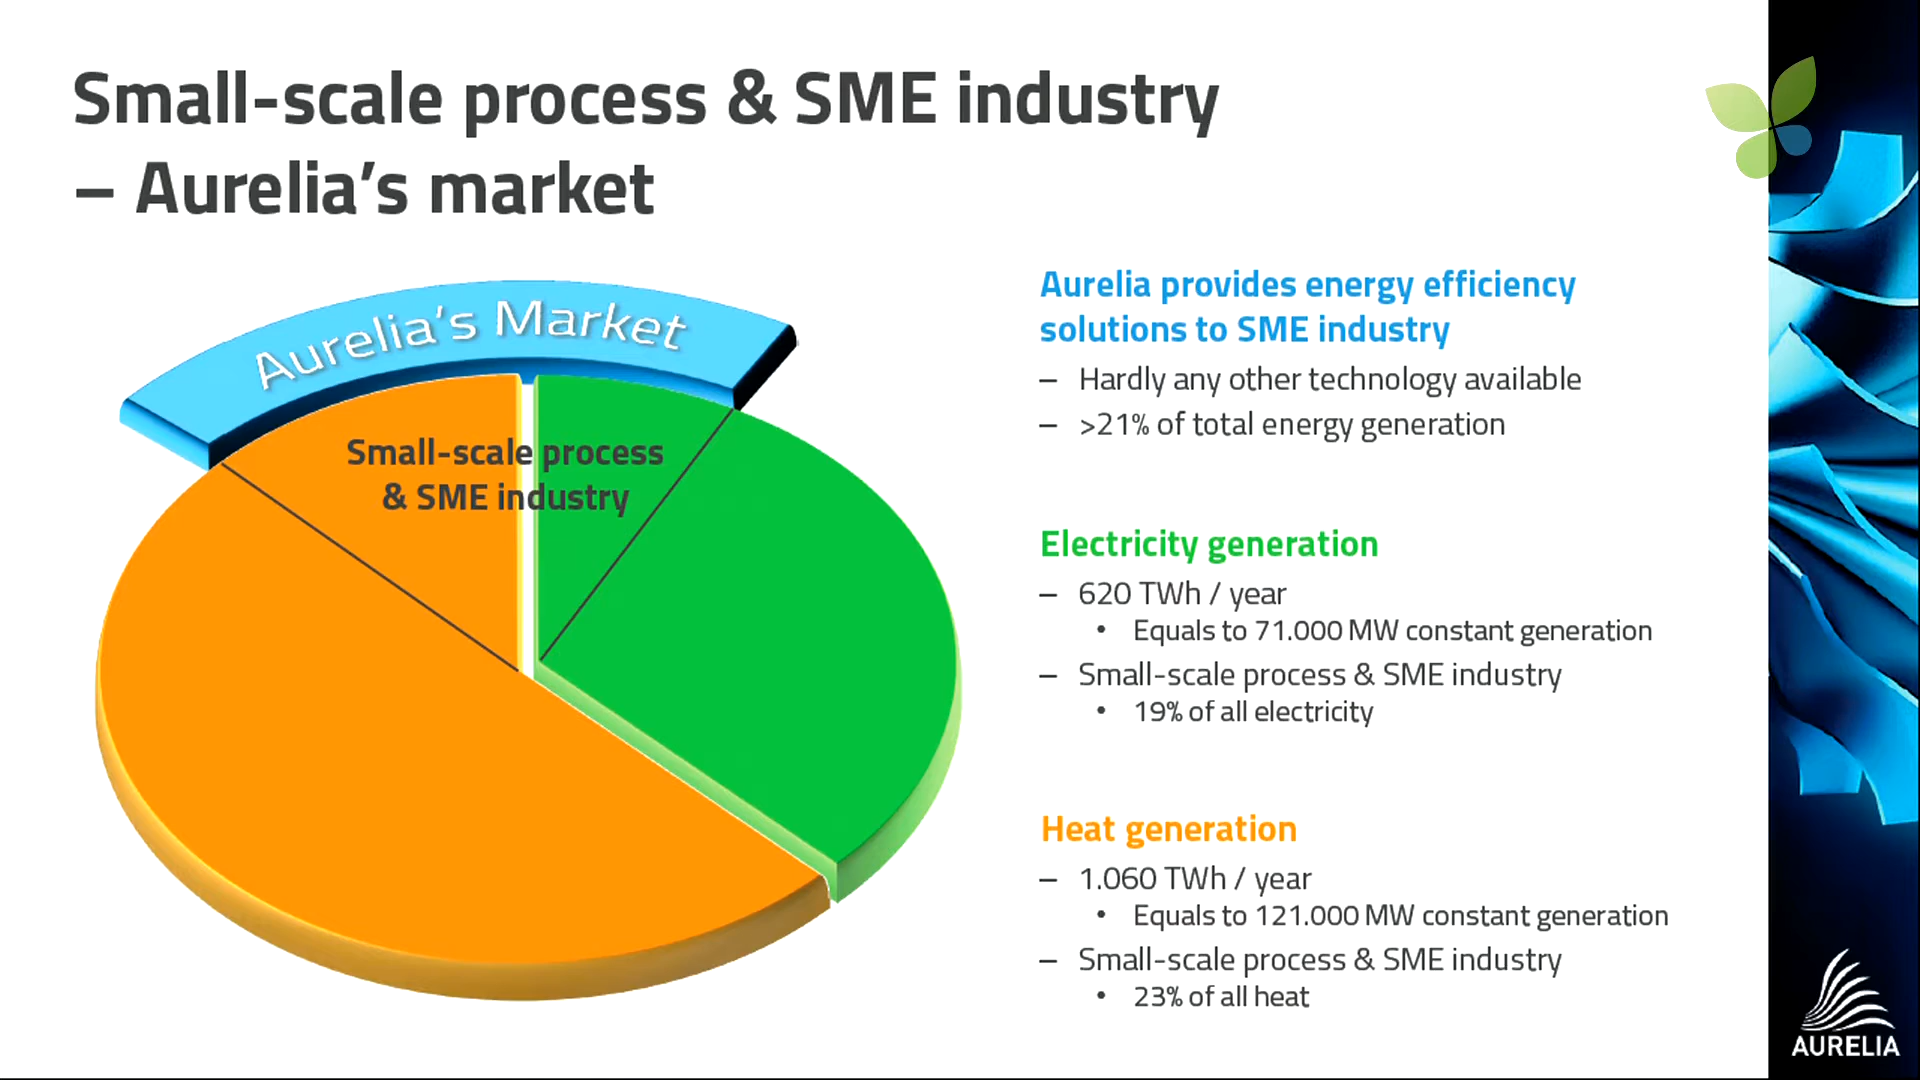 Small-scale process & SME industry
– Aurelia’s market
Aurelia’s Market
Small-scale process
& SME industry
Aurelia provides energy efficiency
solutions to SME industry
– Hardly any other technology available
– >21% of total energy generation
Electricity generation
– 620 TWh / year
• Equals to 71.000 MW constant generation
– Small-scale process & SME industry
• 19% of all electricity
Heat generation
– 1.060 TWh / year
• Equals to 121.000 MW constant generation
– Small-scale process & SME industry
• 23% of all heat
AURELIA